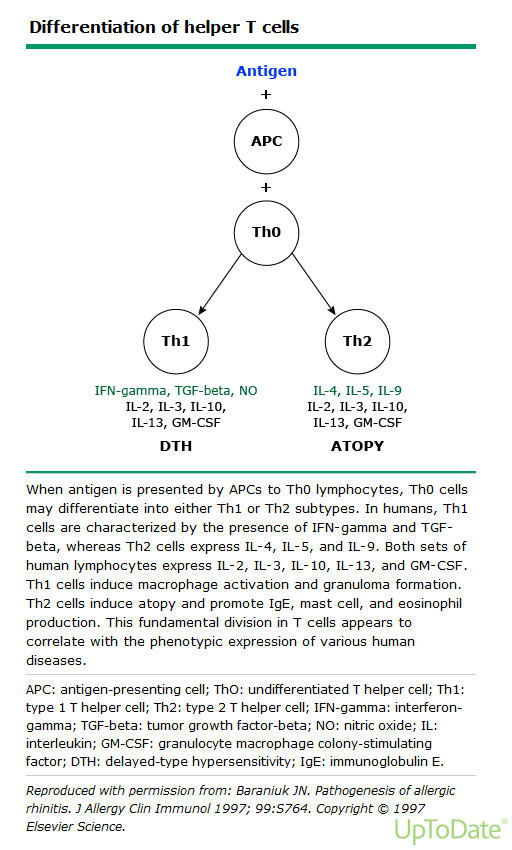 Differentiation of helper T cells
Antigen
+
APC
+
Th0
Th1
Th2
IFN-gamma, TGF-beta, NO
IL-2, IL-3, IL-10,
IL-13, GM-CSF
DTH
IL-4, IL-5, IL-9
IL-2, IL-3, IL-10,
IL-13, GM-CSF
ATOPY
When antigen is presented by APCs to Th0 lymphocytes, Th0 cells
may differentiate into either Th1 or Th2 subtypes. In humans, Th1
cells are characterized by the presence of IFN-gamma and TGF-
beta, whereas Th2 cells express IL-4, IL-5, and IL-9. Both sets of
human lymphocytes express IL-2, IL-3, IL-10, IL-13, and GM-CSF.
Th1 cells induce macrophage activation and granuloma formation.
Th2 cells induce atopy and promote IgE, mast cell, and eosinophil
production. This fundamental division in T cells appears to
correlate with the phenotypic expression of various human
diseases.
APC: antigen-presenting cell; ThO: undifferentiated T helper cell; Th1:
type 1 T helper cell; Th2: type 2 T helper cell; IFN-gamma: interferon-
gamma; TGF-beta: tumor growth factor-beta; NO: nitric oxide; IL:
interleukin; GM-CSF: granulocyte macrophage colony-stimulating
factor; DTH: delayed-type hypersensitivity; IgE: immunoglobulin E.
Reproduced with permission from: Baraniuk JN. Pathogenesis of allergic
rhinitis. J Allergy Clin Immunol 1997; 99:S764. Copyright © 1997
Elsevier Science.
UpToDate®